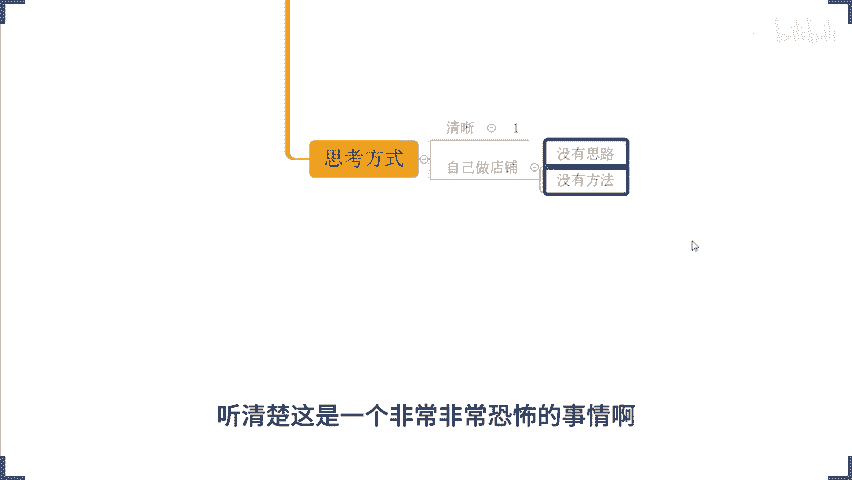 bilibili
清晰 1
思考方式
没有思路
自己做店铺
没有方法
听清楚这是一个非常非常恐怖的事情啊